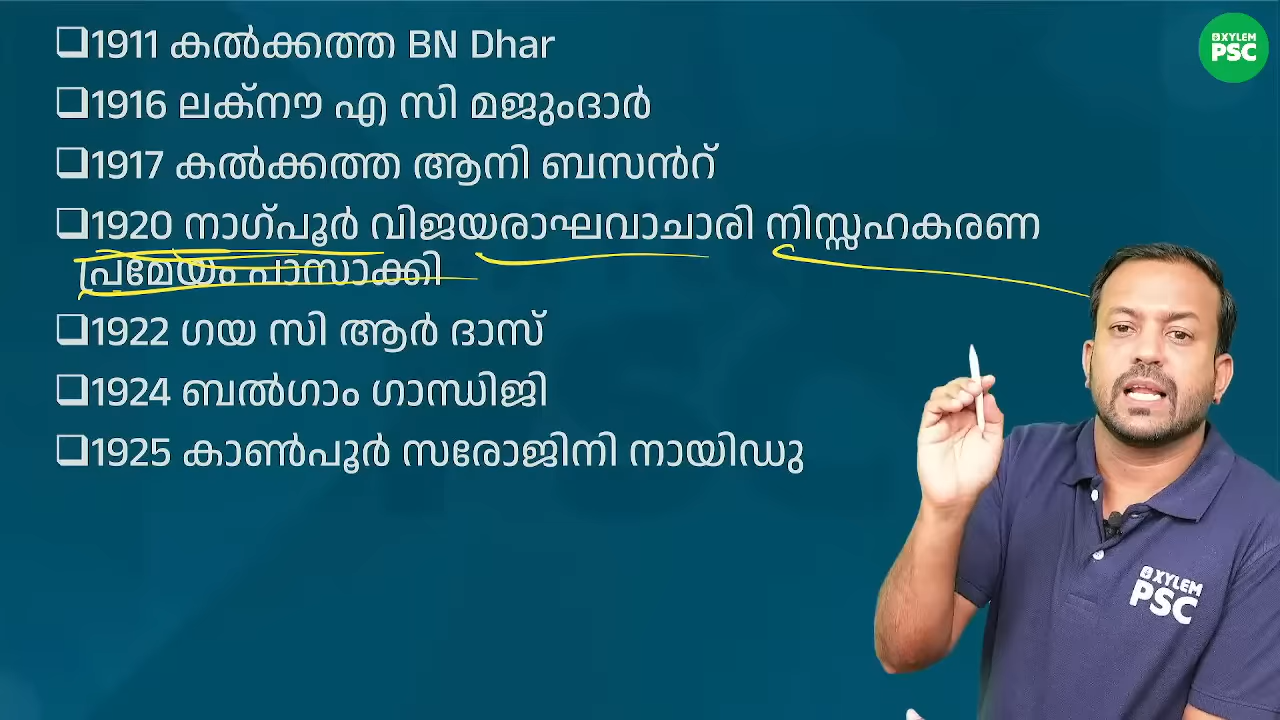 ❑1911 കൽക്കത്ത BN Dhar
❑1916 ലക്നൗ എ സി മജുംദാർ
❑1917 കൽക്കത്ത ആനി ബസൻറ്
❑1920 നാഗ്പൂർ വിജയരാഘവാചാരി നിസ്സഹകരണ
പ്രമേയം പാസാക്കി
❑1922 ഗയ സി ആർ ദാസ്
❑1924 ബൽഗാം ഗാന്ധിജി
❑1925 കാൺപൂർ സരോജിനി നായിഡു
XYLEM
PSC
XYLEM
PSC